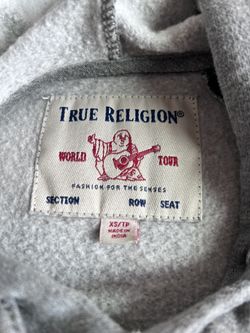 TRUE RELIGION®
WORLD TOUR
FASHION FOR THE SENSES
SECTION ROW SEAT
XS/TP
MADE IN
INDIA